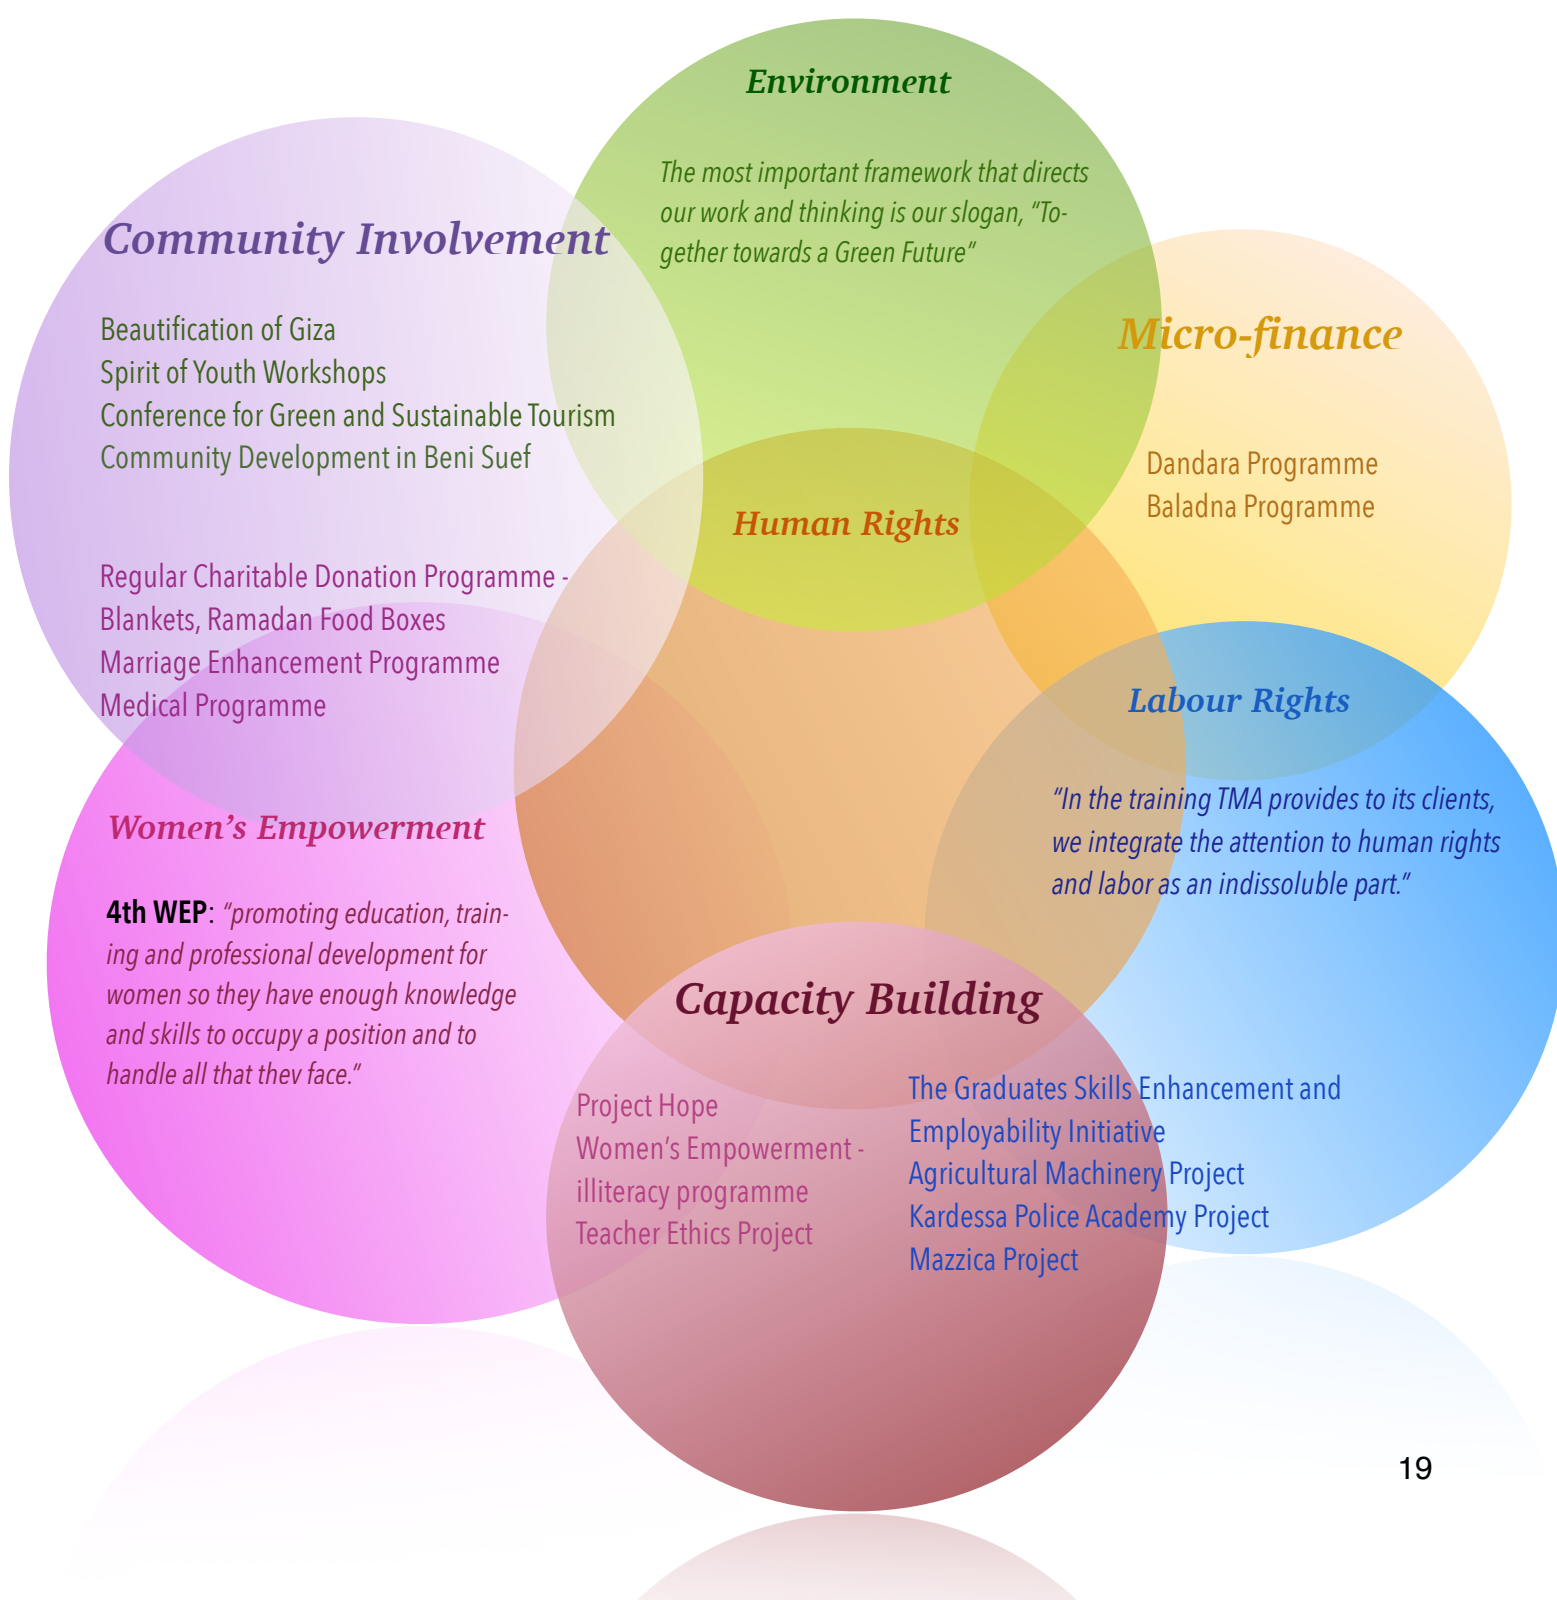 Environment
The most important framework that directs
our work and thinking is our slogan, “To-
gether towards a Green Future”
Community Involvement
Beautification of Giza
Spirit of Youth Workshops
Conference for Green and Sustainable Tourism
Community Development in Beni Suef
Regular Charitable Donation Programme -
Blankets, Ramadan Food Boxes
Marriage Enhancement Programme
Medical Programme
Micro-finance
Dandara Programme
Baladna Programme
Human Rights
Labour Rights
“In the training TMA provides to its clients,
we integrate the attention to human rights
and labor as an indissoluble part.”
Women’s Empowerment
4th WEP: “promoting education, train-
ing and professional development for
women so they have enough knowledge
and skills to occupy a position and to
handle all that they face.”
Capacity Building
Project Hope
Women’s Empowerment -
illiteracy programme
Teacher Ethics Project
The Graduates Skills Enhancement and
Employability Initiative
Agricultural Machinery Project
Kardessa Police Academy Project
Mazzica Project
19